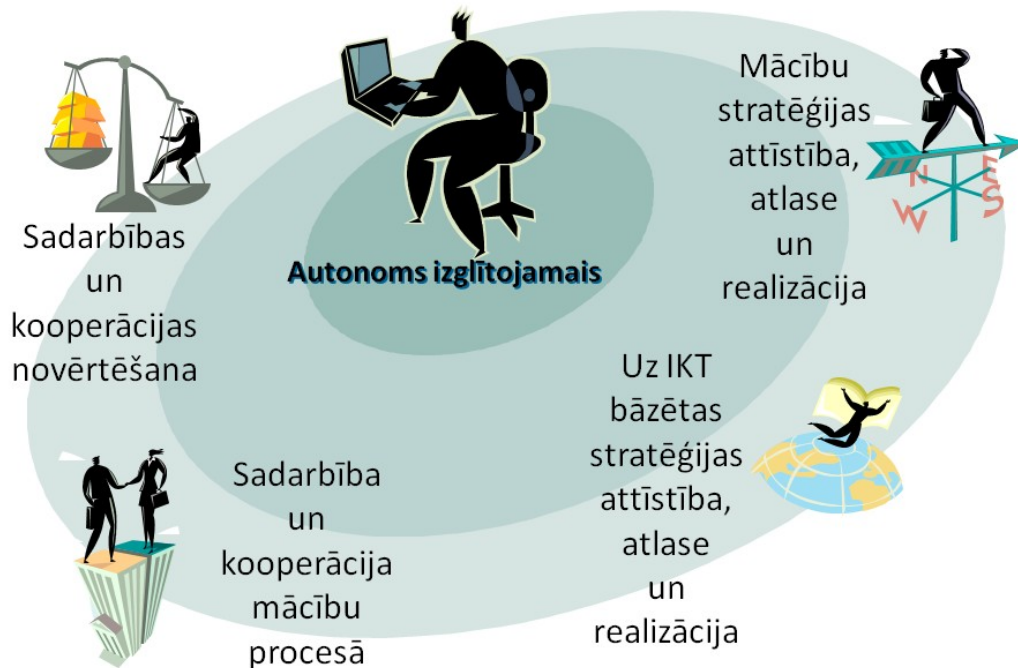 Autonoms izglītojamais
Mācību
stratēģijas
attīstība,
atlase
un
realizācija
N
E
W
S
Uz IKT
bāzētas
stratēģijas
attīstība,
atlase
un
realizācija
Sadarbība
un
kooperācija
mācību
procesā
Sadarbības
un
kooperācijas
novērtēšana